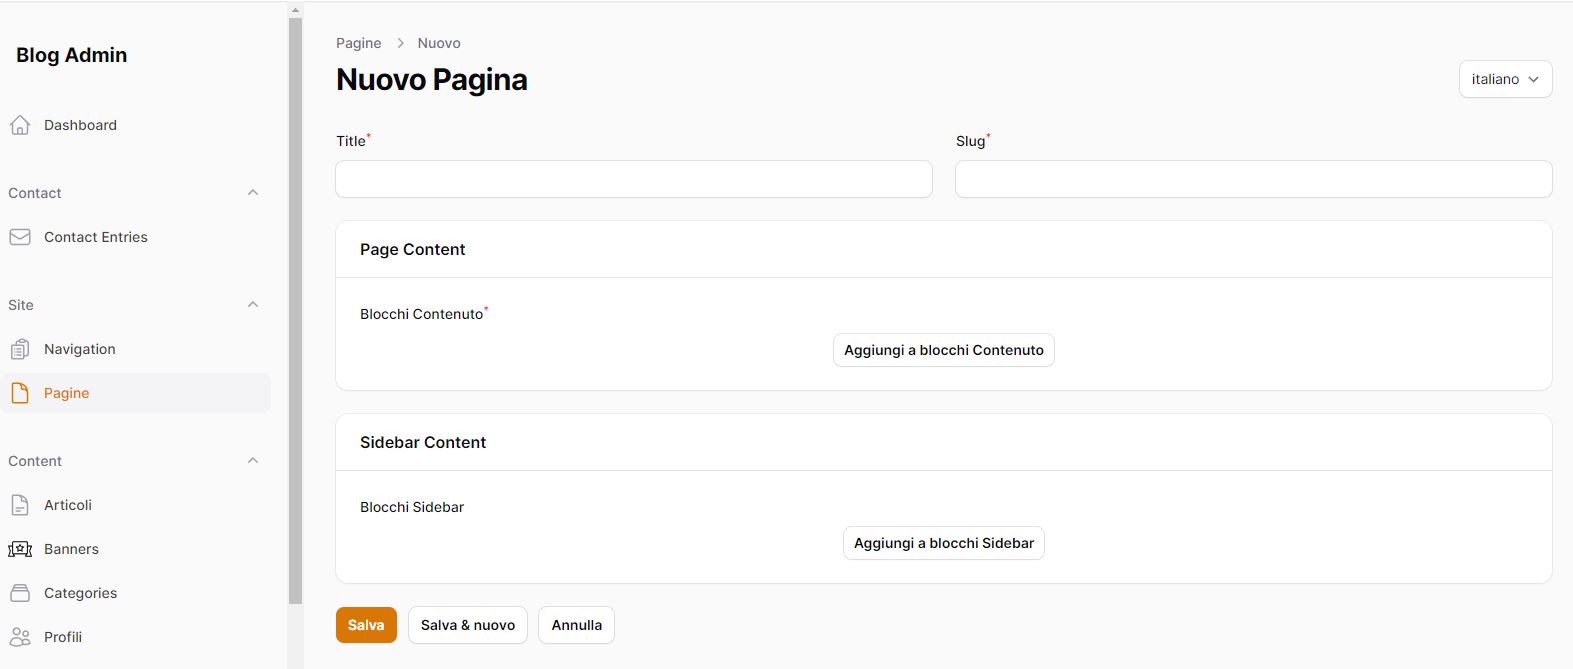 Blog Admin
Dashboard
Contact
Contact Entries
Site
Navigation
Pagine
Content
Articoli
Banners
Categories
Profili
Pagine > Nuovo
Nuovo Pagina
italiano
Title*
Slug*
Page Content
Blocchi Contenuto*
Aggiungi a blocchi Contenuto
Sidebar Content
Blocchi Sidebar
Aggiungi a blocchi Sidebar
Salva
Salva & nuovo
Annulla